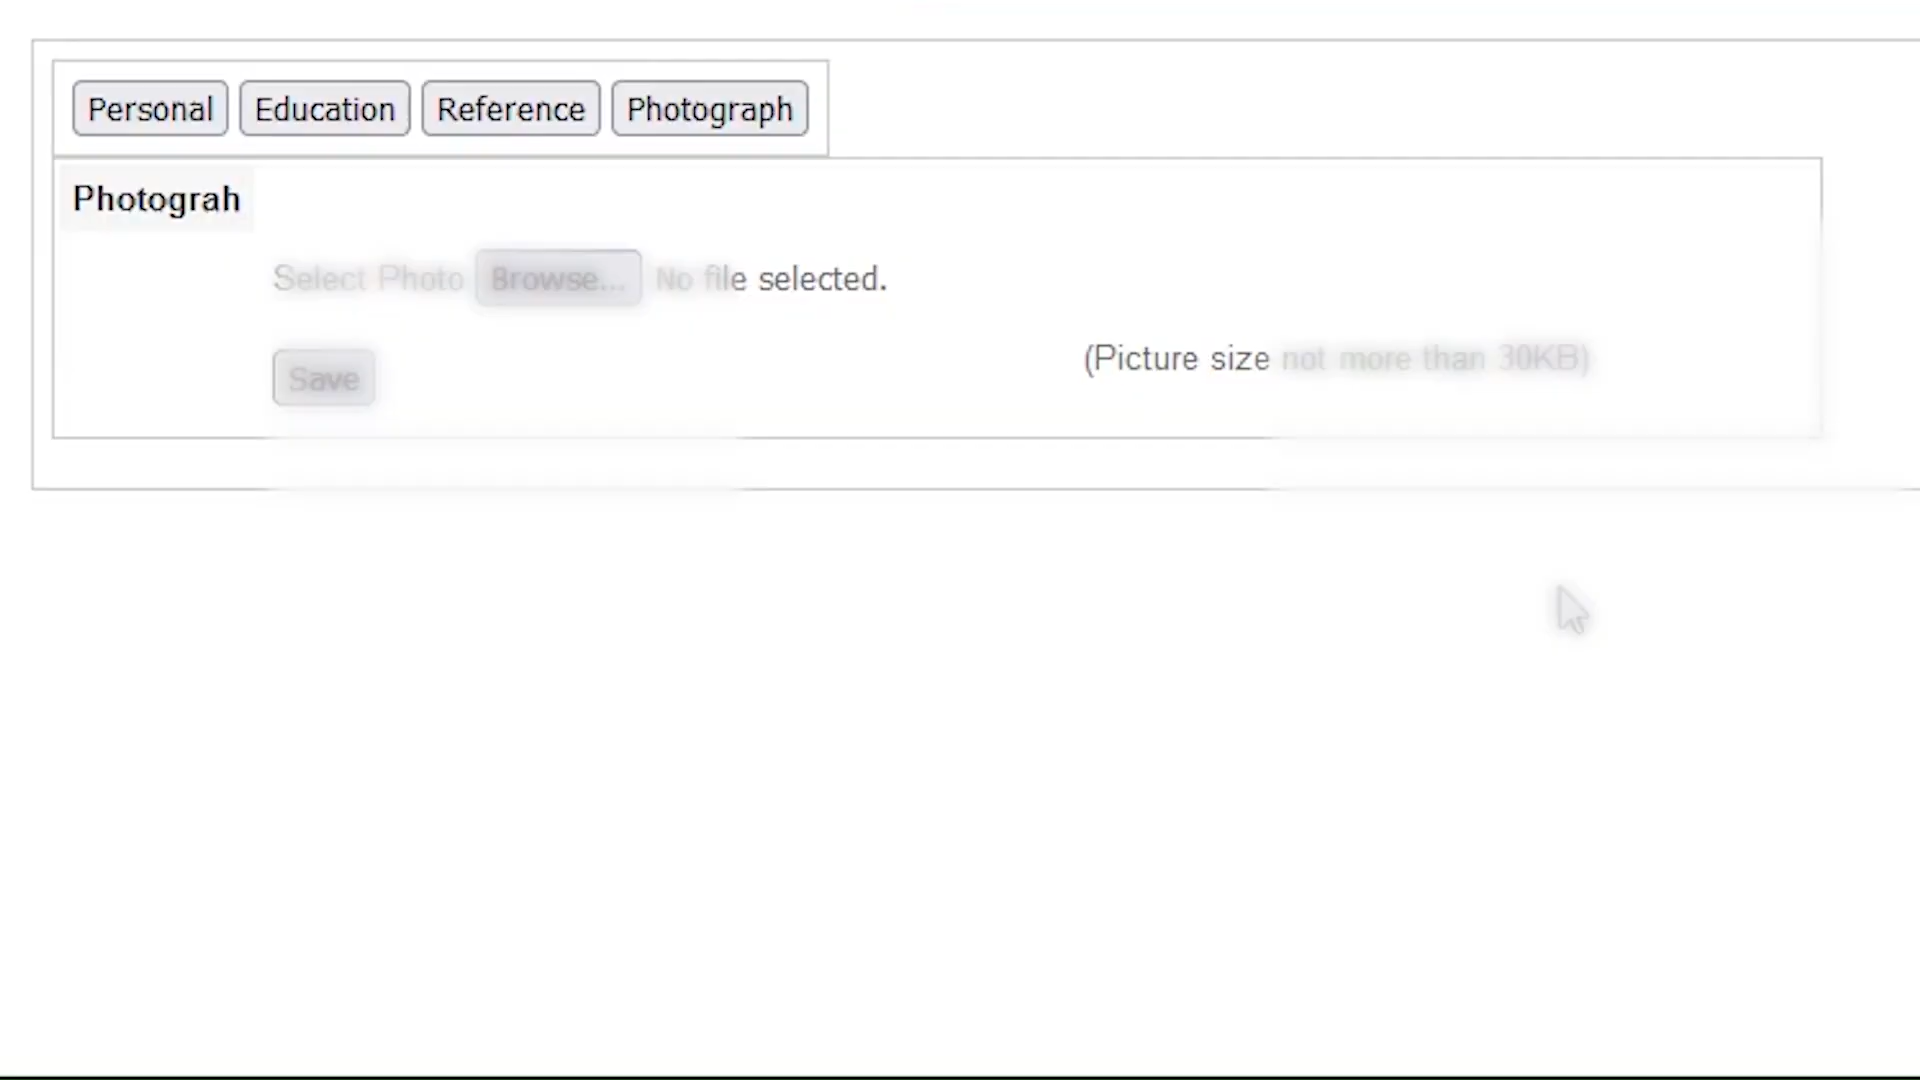 Personal Education Reference Photograph
Photograh
Select Photo Browse... No file selected.
(Picture size not more than 30KB)
Save